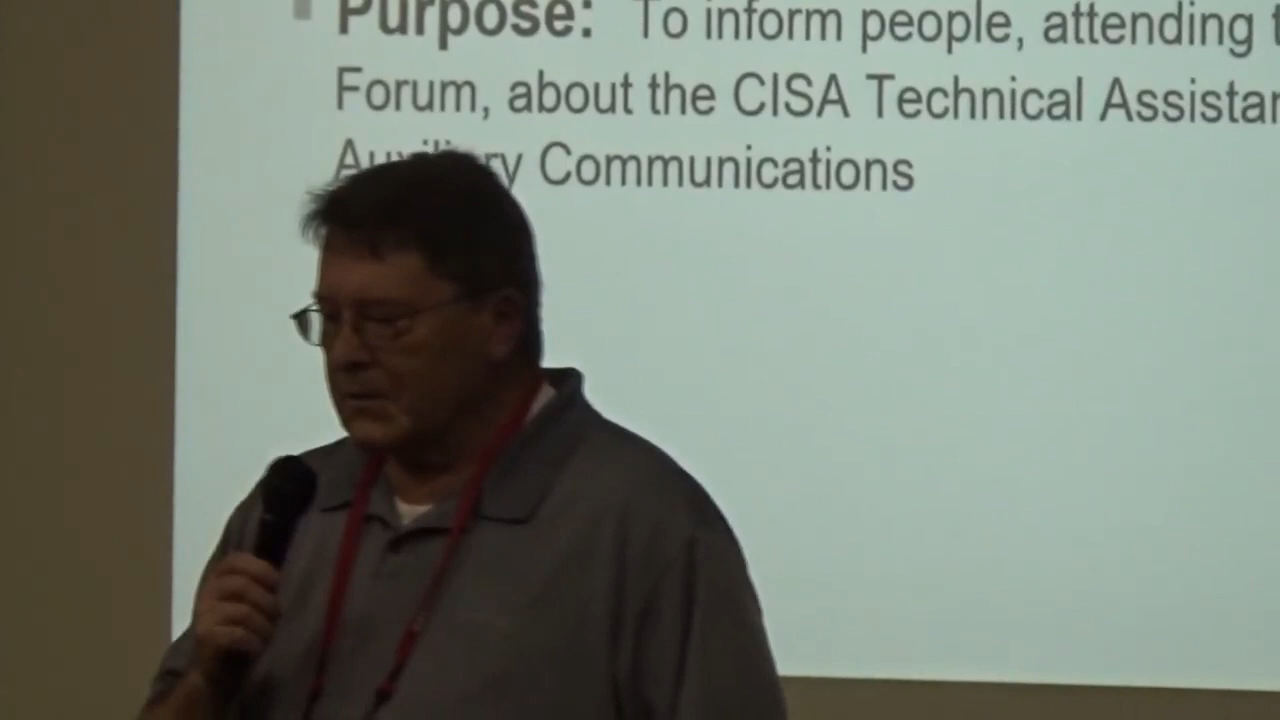 Purpose: To inform people, attending
Forum, about the CISA Technical
Communications